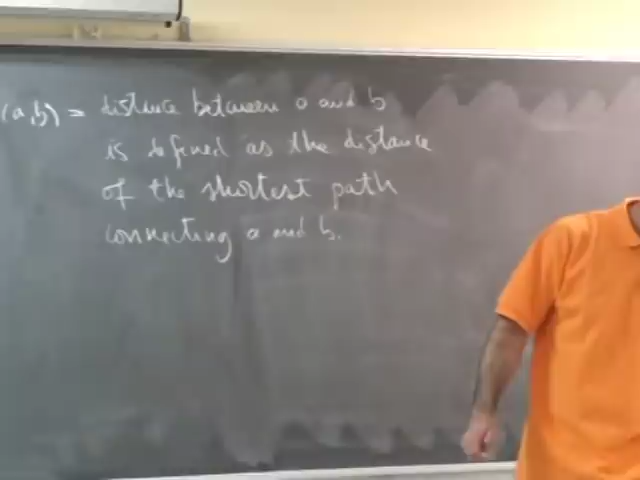 (a,b) = distance between a and b
is defined as the distance
of the shortest path
connecting a and b.